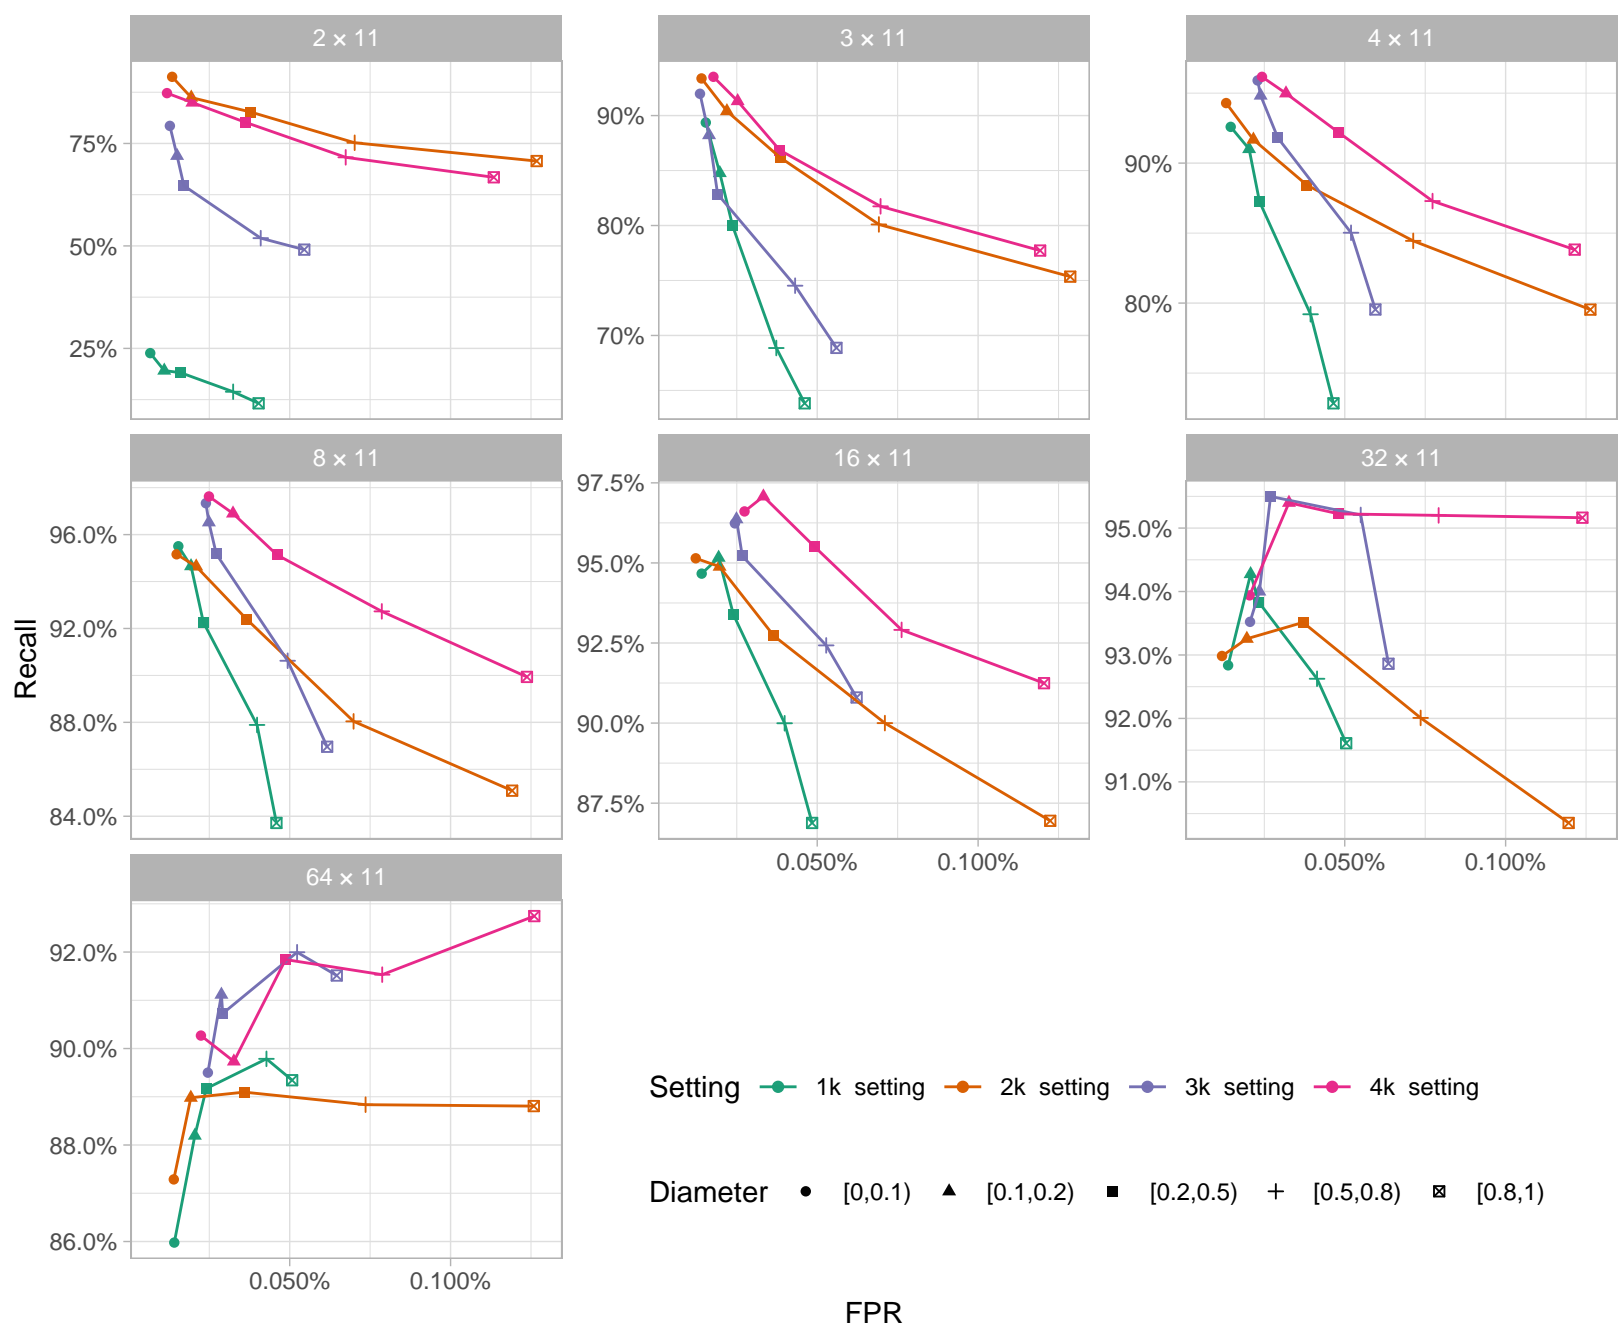 2 × 11
3 × 11
4 × 11
75%
50%
25%
90%
80%
70%
90%
80%
8 × 11
16 × 11
32 × 11
96.0%
92.0%
88.0%
84.0%
97.5%
95.0%
92.5%
90.0%
87.5%
95.0%
94.0%
93.0%
92.0%
91.0%
0.050% 0.100%
0.050% 0.100%
64 × 11
92.0%
90.0%
88.0%
86.0%
0.050% 0.100%
Recall
FPR
Setting 1k setting 2k setting 3k setting 4k setting
Diameter [0,0.1) [0.1,0.2) [0.2,0.5) [0.5,0.8) [0.8,1)